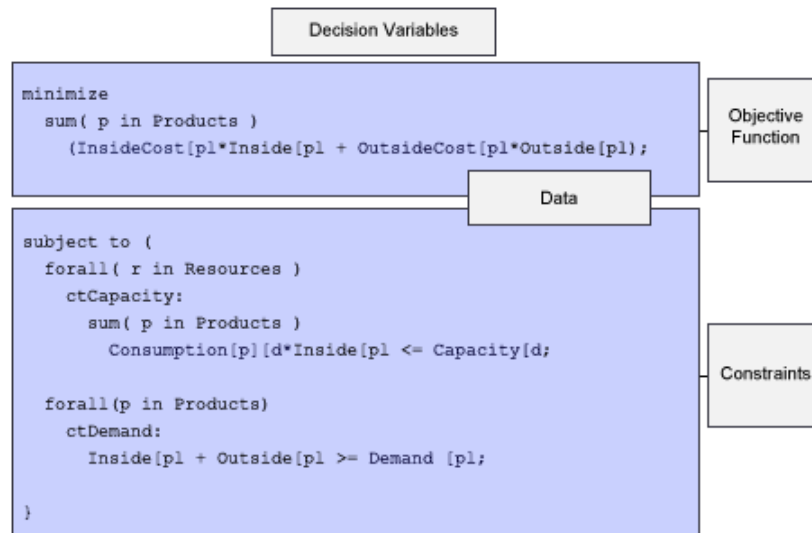 Decision Variables
minimize
sum( p in Products )
(InsideCost[pl*Inside[pl + OutsideCost[pl*Outside[pl);
Objective
Function
Data
subject to (
forall( r in Resources )
ctCapacity:
sum( p in Products )
Consumption[p][d*Inside[pl <= Capacity[d;
forall(p in Products)
ctDemand:
Inside[pl + Outside[pl >= Demand [pl;
}
Constraints